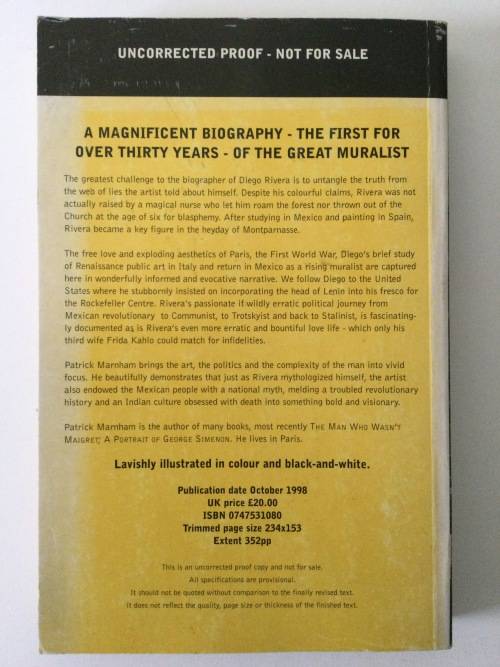 UNCORRECTED PROOF - NOT FOR SALE
A MAGNIFICENT BIOGRAPHY - THE FIRST FOR
OVER THIRTY YEARS - OF THE GREAT MURALIST
The greatest challenge to the biographer of Diego Rivera is to untangle the truth from
the web of lies the artist told about himself. Despite his colourful claims, Rivera was not
actually raised by a magical nurse who let him roam the forest nor thrown out of the
Church at the age of six for blasphemy. After studying in Mexico and painting in Spain,
Rivera became a key figure in the heyday of Montparnasse.
The free love and exploding aesthetics of Paris, the First World War, Diego's brief study
of Renaissance public art in Italy and return in Mexico as a rising muralist are captured
here in wonderfully informed and evocative narrative. We follow Diego to the United
States where he stubbornly insisted on incorporating the head of Lenin into his fresco for
the Rockefeller Centre. Rivera's passionate if wildly erratic political journey from
Mexican revolutionary to Communist, to Trotskyist and back to Stalinist, is fascinating-
ly documented as is Rivera's even more erratic and bountiful love life - which only his
third wife Frida Kahlo could match for infidelities.
Patrick Marnham brings the art, the politics and the complexity of the man into vivid
focus. He beautifully demonstrates that just as Rivera mythologized himself, the artist
also endowed the Mexican people with a national myth, melding a troubled revolutionary
history and an Indian culture obsessed with death into something bold and visionary.
Patrick Marnham is the author of many books, most recently THE MAN WHO WASN'T
MAIGRET; A PORTRAIT OF GEORGE SIMENON. He lives in Paris.
Lavishly illustrated in colour and black-and-white.
Publication date October 1998
UK price £20.00
ISBN 0747531080
Trimmed page size 234x153
Extent 352pp
This is an uncorrected proof copy and not for sale.
All specifications are provisional.
It should not be quoted without comparison to the finally revised text.
It does not reflect the quality, page size or thickness of the finished text.